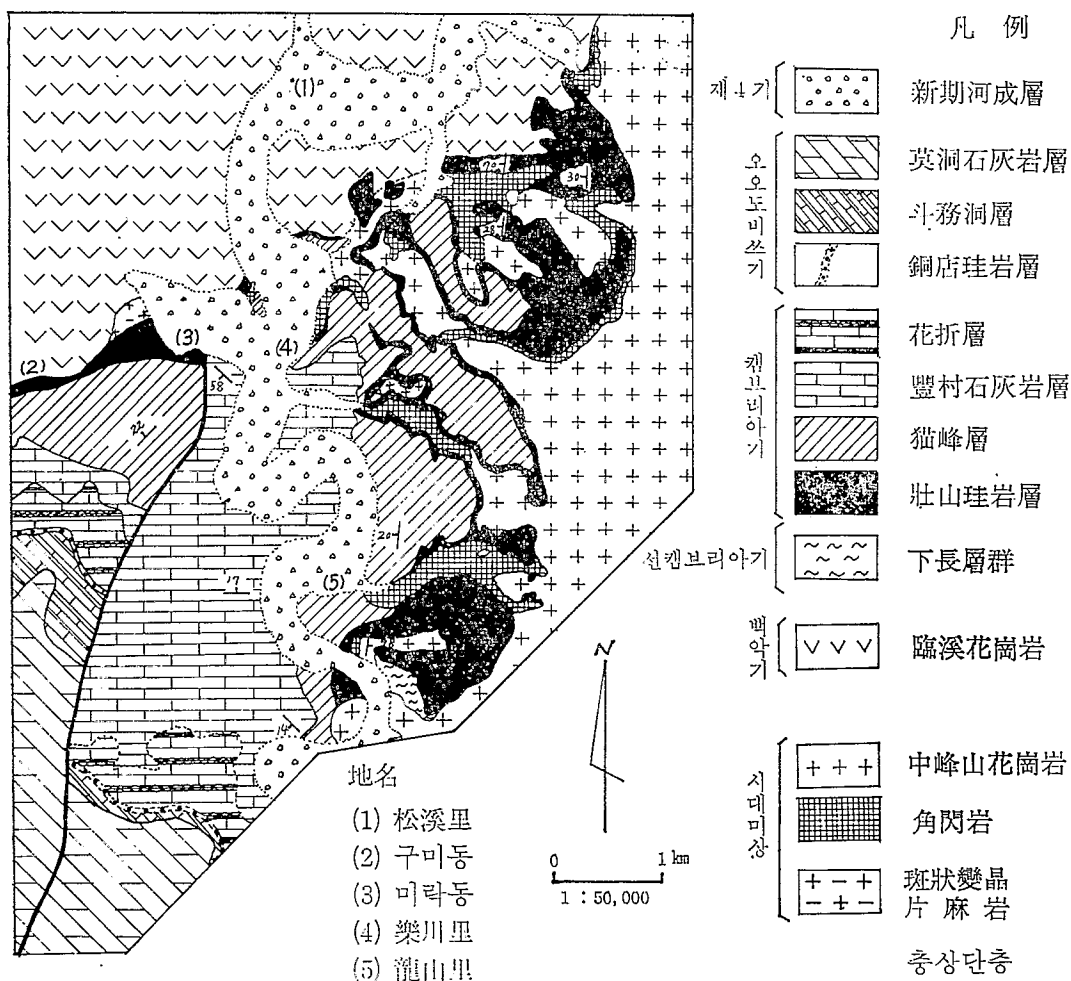 凡 例
제4기
新期河成層
오오도비쓰기
莫洞石灰岩層
斗務洞層
銅店珪岩層
캠브리아기
花折層
豐村石灰岩層
猫峰層
壯山珪岩層
선캠브리아기
下長層群
백악기
臨溪花崗岩
시대미상
中峰山花崗岩
角閃岩
斑狀變晶
片麻岩
충상단층
(1)
(2)
(3)
(4)
(5)
58
20
17
14
30
N
0 1 km
1 : 50,000
地名
(1) 松溪里
(2) 구미동
(3) 미락동
(4) 樂川里
(5) 龍山里